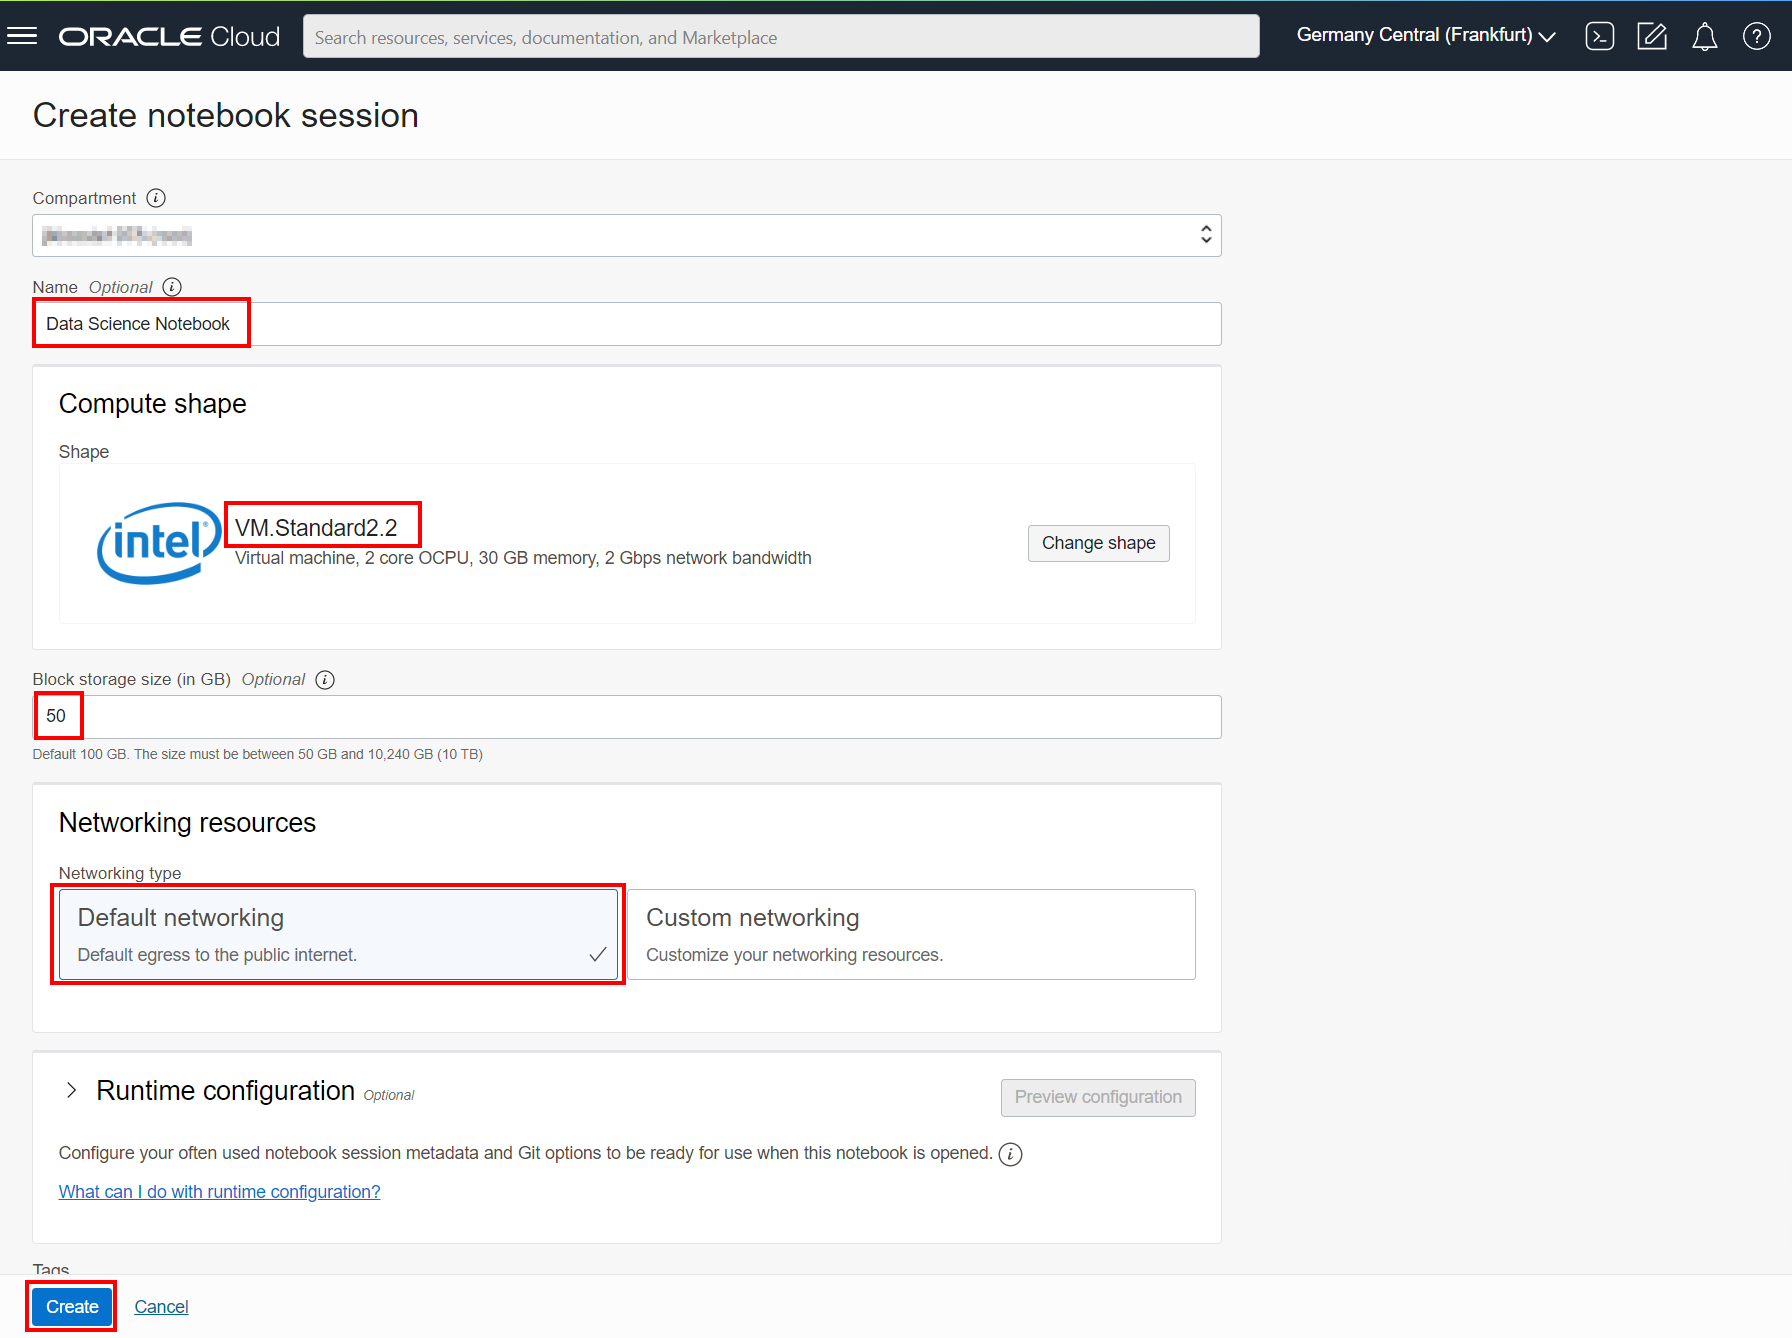 ORACLE Cloud
Search resources, services, documentation, and Marketplace
Germany Central (Frankfurt)
Create notebook session
Compartment
Name Optional
Data Science Notebook
Compute shape
Shape
intel
VM.Standard2.2
Virtual machine, 2 core OCPU, 30 GB memory, 2 Gbps network bandwidth
Change shape
Block storage size (in GB) Optional
50
Default 100 GB. The size must be between 50 GB and 10,240 GB (10 TB)
Networking resources
Networking type
Default networking
Default egress to the public internet.
Custom networking
Customize your networking resources.
Runtime configuration Optional
Preview configuration
Configure your often used notebook session metadata and Git options to be ready for use when this notebook is opened.
What can I do with runtime configuration?
Tags
Create
Cancel